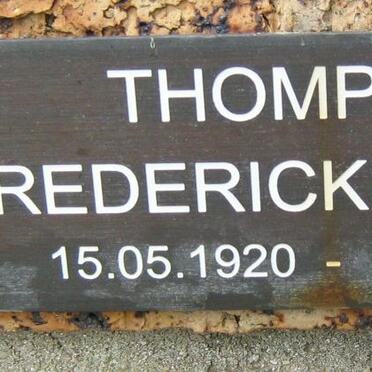 THOMP
REDERICK
15.05.1920 -